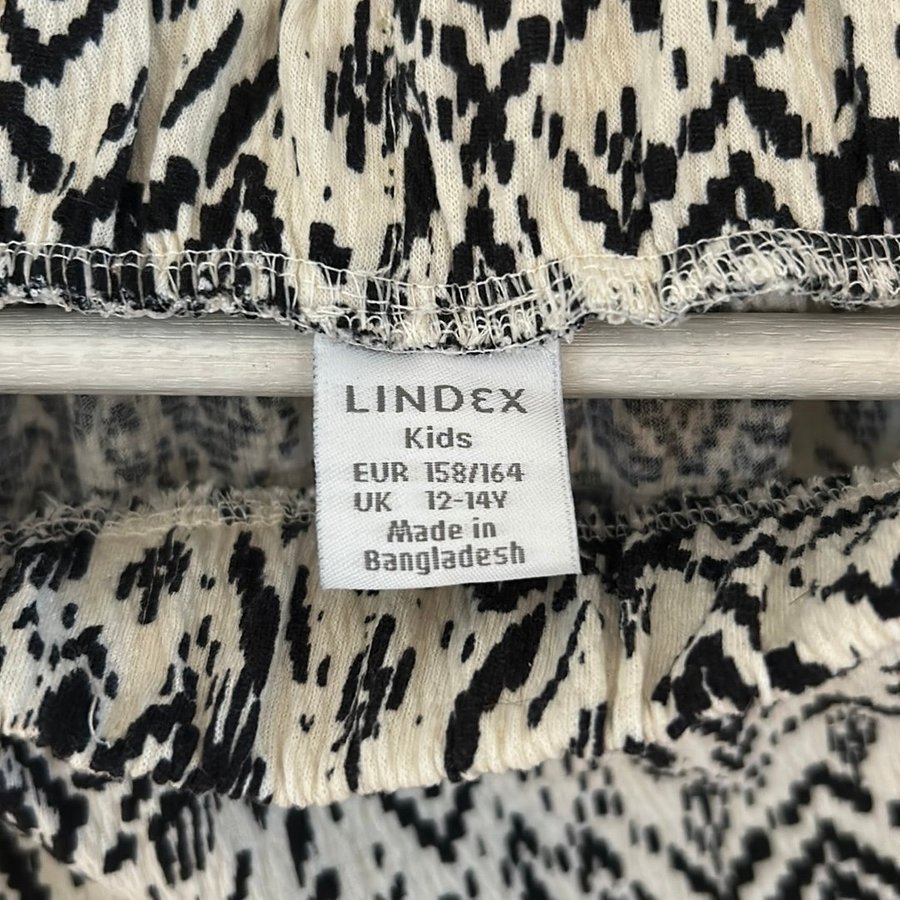 LINDEX
Kids
EUR 158/164
UK 12-14Y
Made in
Bangladesh